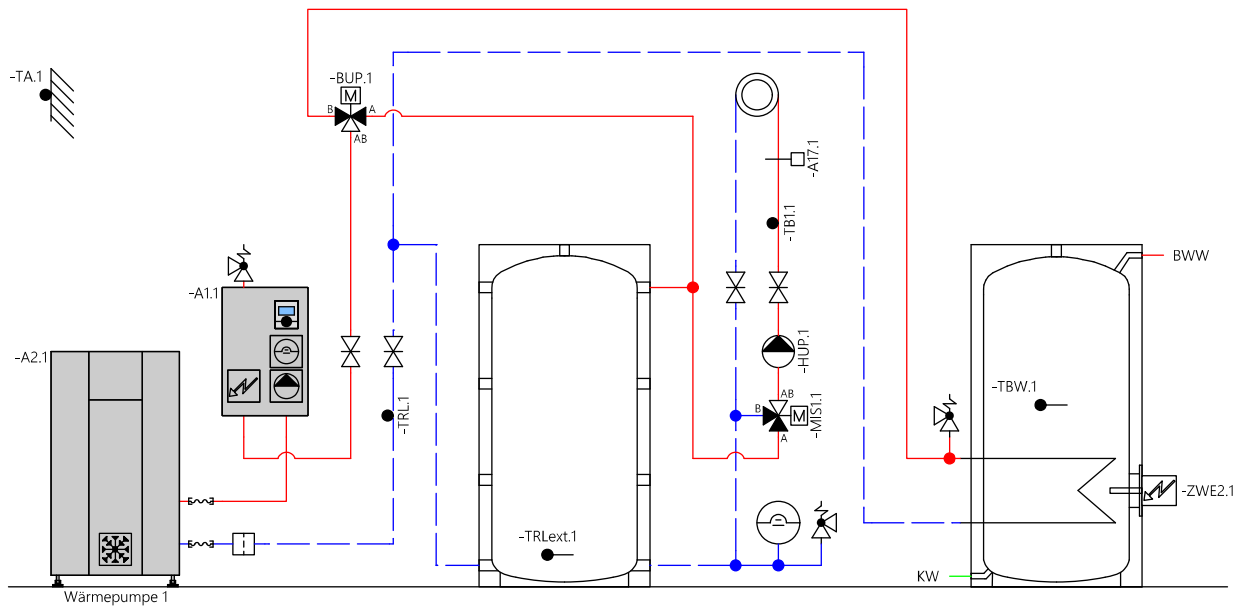 -TA.1
-BUP.1
M
B
A
AB
-A17.1
-TB1.1
BWW
-A1.1
-HUP.1
-A2.1
-TRL.1
AB
B
M
A
-MIS1.1
-TBW.1
-ZWE2.1
-TRLext.1
KW
Wärmepumpe 1